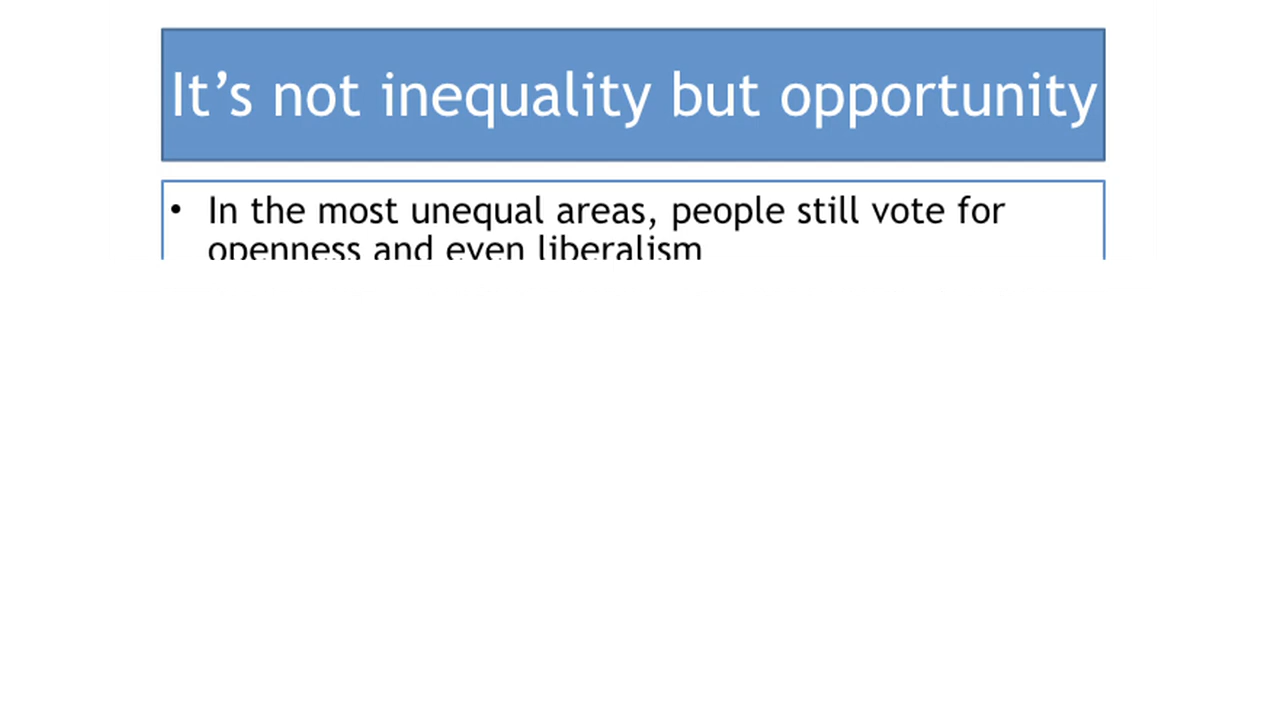 It’s not inequality but opportunity
• In the most unequal areas, people still vote for
openness and even liberalism